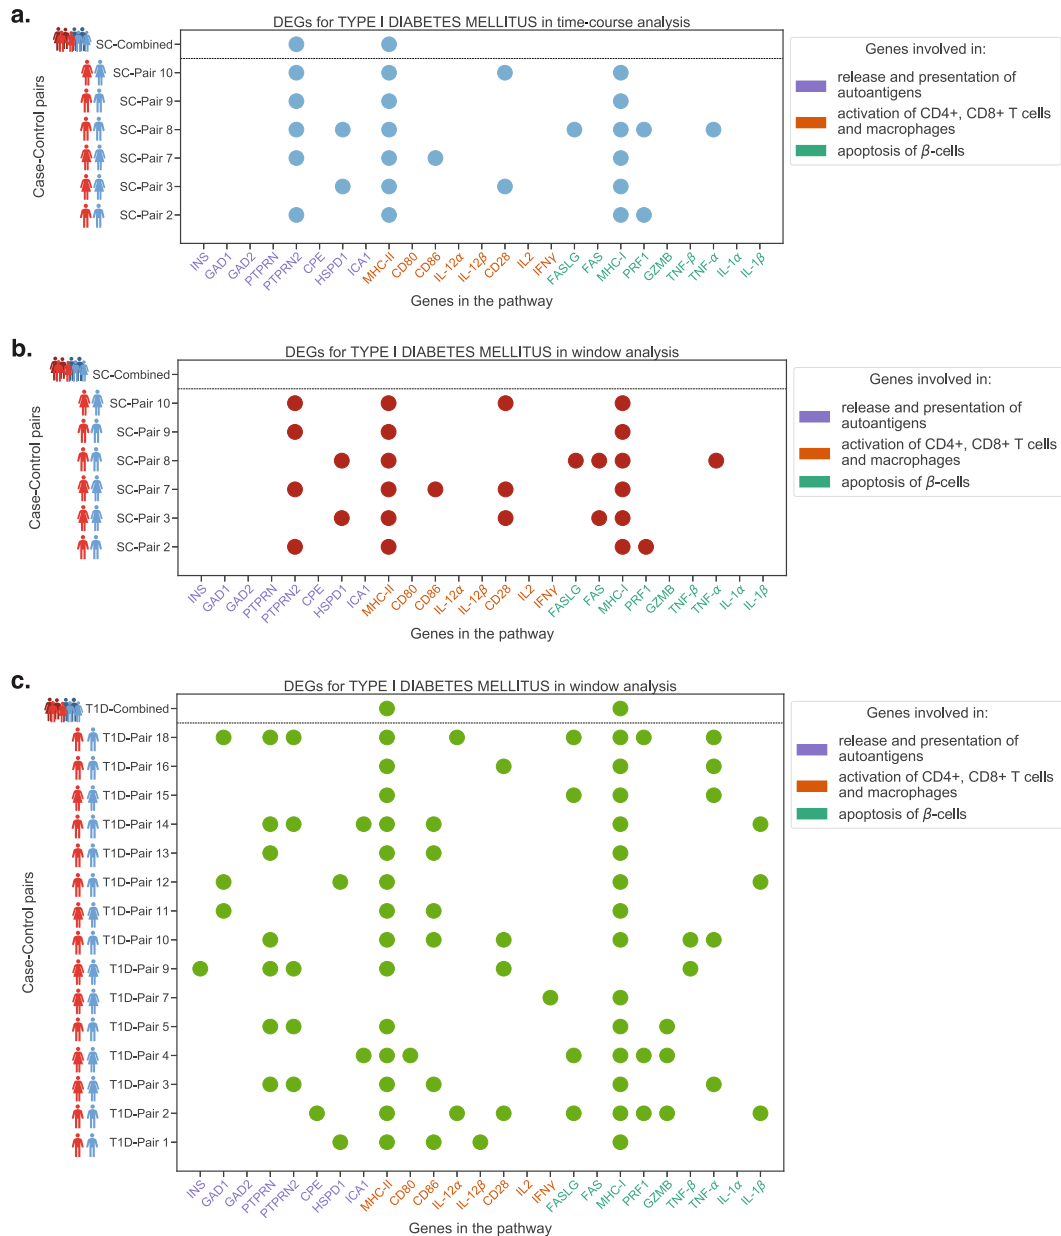 a.
DEGs for TYPE I DIABETES MELLITUS in time-course analysis
Case-Control pairs
SC-Combined
SC-Pair 10
SC-Pair 9
SC-Pair 8
SC-Pair 7
SC-Pair 3
SC-Pair 2
INS GAD1 GAD2 PTPRN PTPRN2 CPE HSPD1 ICA1 MHC-II CD80 CD86 IL-12α IL-12β CD28 IL2 IFNγ FASLG FAS MHC-I PRF1 GZMB TNF-β TNF-α IL-1α IL-1β
Genes in the pathway
Genes involved in:
release and presentation of
autoantigens
activation of CD4+, CD8+ T cells
and macrophages
apoptosis of β-cells
b.
DEGs for TYPE I DIABETES MELLITUS in window analysis
Case-Control pairs
SC-Combined
SC-Pair 10
SC-Pair 9
SC-Pair 8
SC-Pair 7
SC-Pair 3
SC-Pair 2
INS GAD1 GAD2 PTPRN PTPRN2 CPE HSPD1 ICA1 MHC-II CD80 CD86 IL-12α IL-12β CD28 IL2 IFNγ FASLG FAS MHC-I PRF1 GZMB TNF-β TNF-α IL-1α IL-1β
Genes in the pathway
Genes involved in:
release and presentation of
autoantigens
activation of CD4+, CD8+ T cells
and macrophages
apoptosis of β-cells
c.
DEGs for TYPE I DIABETES MELLITUS in window analysis
Case-Control pairs
T1D-Combined
T1D-Pair 18
T1D-Pair 16
T1D-Pair 15
T1D-Pair 14
T1D-Pair 13
T1D-Pair 12
T1D-Pair 11
T1D-Pair 10
T1D-Pair 9
T1D-Pair 7
T1D-Pair 5
T1D-Pair 4
T1D-Pair 3
T1D-Pair 2
T1D-Pair 1
INS GAD1 GAD2 PTPRN PTPRN2 CPE HSPD1 ICA1 MHC-II CD80 CD86 IL-12α IL-12β CD28 IL2 IFNγ FASLG FAS MHC-I PRF1 GZMB TNF-β TNF-α IL-1α IL-1β
Genes in the pathway
Genes involved in:
release and presentation of
autoantigens
activation of CD4+, CD8+ T cells
and macrophages
apoptosis of β-cells